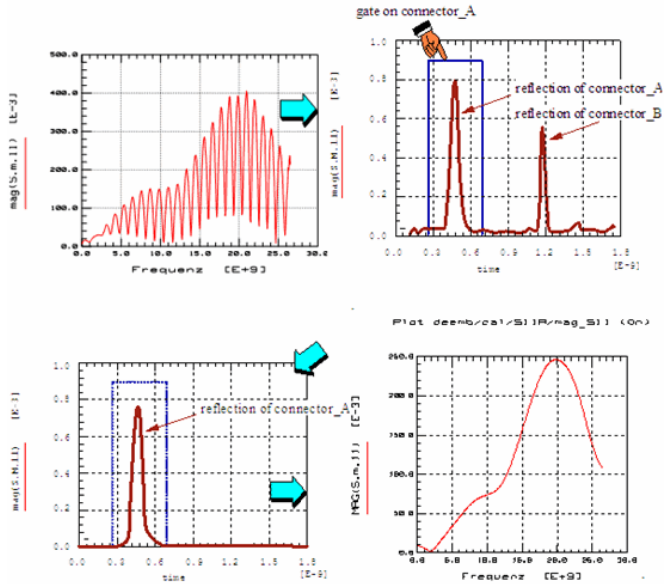 gate on connector_A
500.0
400.0
300.0
200.0
100.0
0.0
0.0 5.0 10.0 15.0 20.0 25.0 30.0
Frequenz [E+9]
mag(S.m.11) [E-3]
1.0
0.8
0.6
0.4
0.2
0.0
0.0 0.3 0.6 0.9 1.2 1.5 1.8
time [E-9]
mag(S.M.11) [E-3]
reflection of connector_A
reflection of connector_B
1.0
0.8
0.6
0.4
0.2
0.0
0.0 0.3 0.6 0.9 1.2 1.5 1.8
time [E-9]
mag(S.M.11) [E-3]
reflection of connector_A
Plot deemb/cal/S11A/mag_S11 (On)
250.0
200.0
150.0
100.0
50.0
0.0
0.0 5.0 10.0 15.0 20.0 25.0 30.0
Frequenz [E+9]
MAG(S.m.11) [E-3]